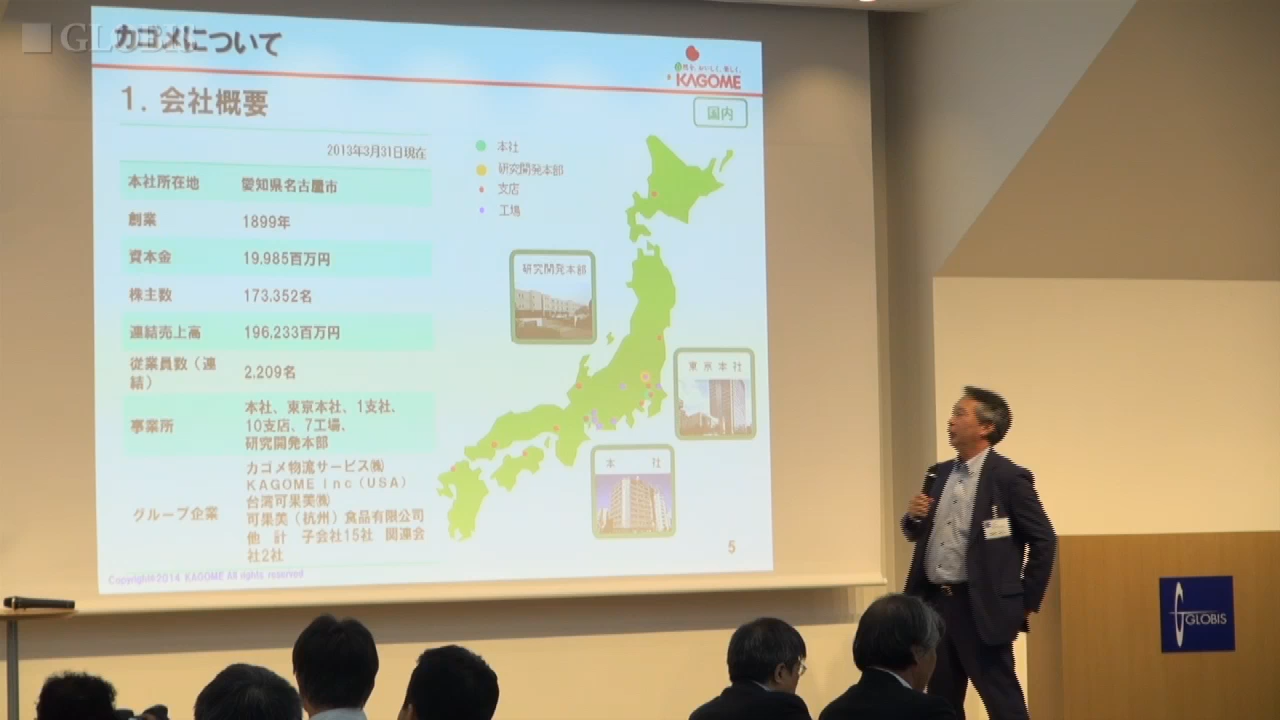 GLOBIS
カゴメについて
KAGOME
1. 会社概要
国内
2013年3月31日現在
本社
研究開発本部
支店
工場
本社所在地 愛知県名古屋市
創業 1899年
資本金 19,985百万円
株主数 173,352名
連結売上高 196,233百万円
従業員数（連
結） 2,209名
事業所 本社、東京本社、1支社、
10支店、7工場、
研究開発本部
グループ企業 カゴメ物流サービス㈱
KAGOME Inc（USA）
台湾可果美㈱
可果美（杭州）食品有限公司
他 計 子会社15社 関連会
社2社
研究開発本部
東京本社
本 社
5
Copyright©2014 KAGOME All rights reserved
GLOBIS